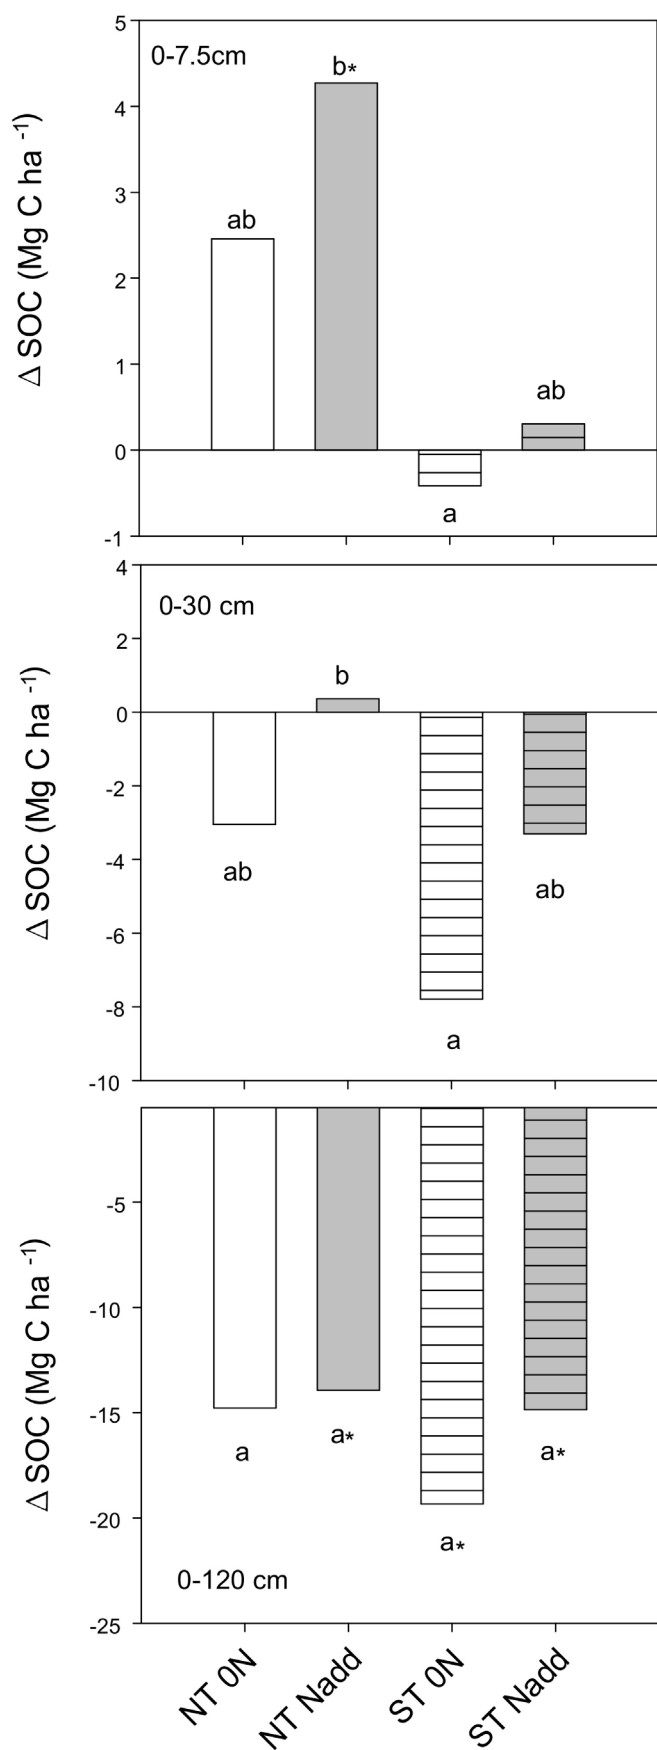 0-7.5cm
Δ SOC (Mg C ha -1)
5
4
3
2
1
0
-1
ab
b*
a
ab
0-30 cm
Δ SOC (Mg C ha -1)
4
2
0
-2
-4
-6
-8
-10
ab
b
a
ab
Δ SOC (Mg C ha -1)
-5
-10
-15
-20
-25
a
a*
a*
a*
0-120 cm
NT 0N
NT Nadd
ST 0N
ST Nadd